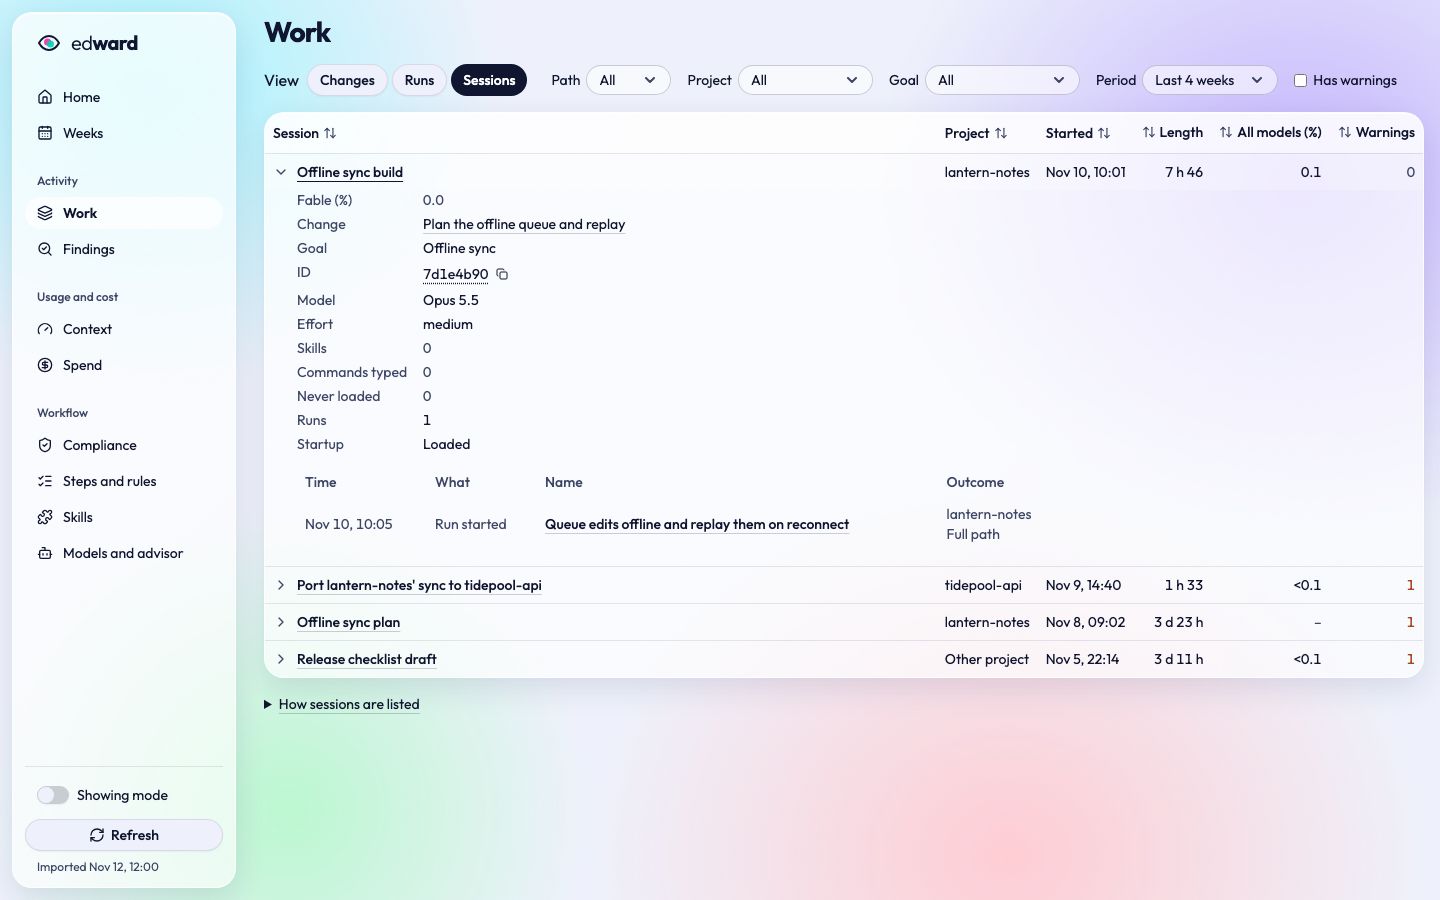 edward
Home
Weeks
Activity
Work
Findings
Usage and cost
Context
Spend
Workflow
Compliance
Steps and rules
Skills
Models and advisor
Showing mode
Refresh
Imported Nov 12, 12:00
Work
View Changes Runs Sessions Path All Project All Goal All Period Last 4 weeks Has warnings
Session Project Started Length All models (%) Warnings
Offline sync build lantern-notes Nov 10, 10:01 7 h 46 0.1 0
Fable (%) 0.0
Change Plan the offline queue and replay
Goal Offline sync
ID 7d1e4b90
Model Opus 5.5
Effort medium
Skills 0
Commands typed 0
Never loaded 0
Runs 1
Startup Loaded
Time What Name Outcome
Nov 10, 10:05 Run started Queue edits offline and replay them on reconnect lantern-notes
Full path
Port lantern-notes' sync to tidepool-api tidepool-api Nov 9, 14:40 1 h 33 <0.1 1
Offline sync plan lantern-notes Nov 8, 09:02 3 d 23 h – 1
Release checklist draft Other project Nov 5, 22:14 3 d 11 h <0.1 1
How sessions are listed